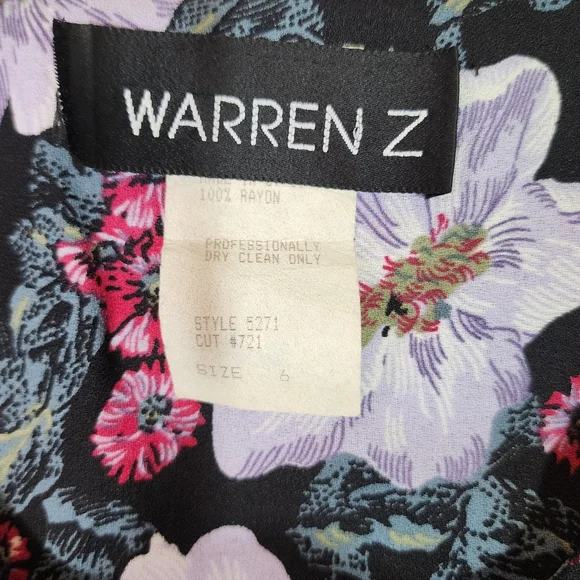 WARREN Z
100% RAYON
PROFESSIONALLY
DRY CLEAN ONLY
STYLE 5271
CUT #721
SIZE 6